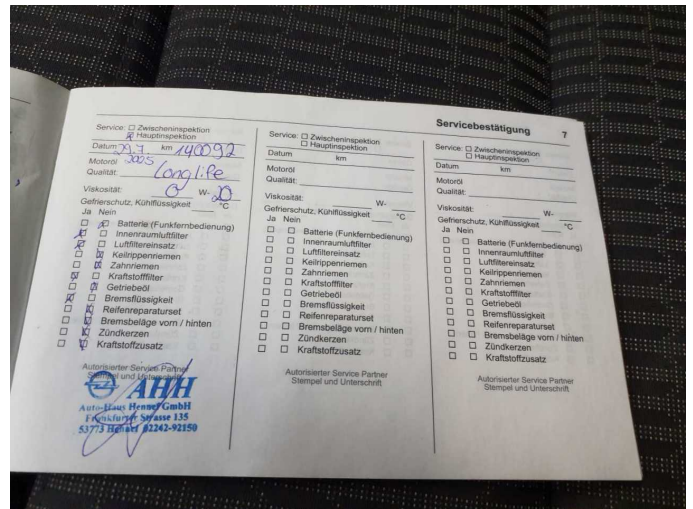 Servicebestätigung 7
Service: ☐ Zwischeninspektion
☒ Hauptinspektion
Datum 29.7 km 140092
Motoröl
Qualität: Longlife
Viskosität: 0 W- 20
Gefrierschutz, Kühlflüssigkeit °C
Ja Nein
Batterie (Funkfernbedienung)
Innenraumluftfilter
Luftfiltereinsatz
Keilrippenriemen
Zahnriemen
Kraftstofffilter
Getriebeöl
Bremsflüssigkeit
Reifenreparaturset
Bremsbeläge vorn / hinten
Zündkerzen
Kraftstoffzusatz
Autorisierter Service Partner
Stempel und Unterschrift
AHH
Auto-Haus Hennef GmbH
Frankfurter Strasse 135
53773 Hennef 02242-92150
Service: ☐ Zwischeninspektion
☐ Hauptinspektion
Datum km
Motoröl
Qualität:
Viskosität: W-
Gefrierschutz, Kühlflüssigkeit °C
Ja Nein
☐ ☐ Batterie (Funkfernbedienung)
☐ ☐ Innenraumluftfilter
☐ ☐ Luftfiltereinsatz
☐ ☐ Keilrippenriemen
☐ ☐ Zahnriemen
☐ ☐ Kraftstofffilter
☐ ☐ Getriebeöl
☐ ☐ Bremsflüssigkeit
☐ ☐ Reifenreparaturset
☐ ☐ Bremsbeläge vorn / hinten
☐ ☐ Zündkerzen
☐ ☐ Kraftstoffzusatz
Autorisierter Service Partner
Stempel und Unterschrift
Service: ☐ Zwischeninspektion
☐ Hauptinspektion
Datum km
Motoröl
Qualität:
Viskosität: W-
Gefrierschutz, Kühlflüssigkeit °C
Ja Nein
☐ ☐ Batterie (Funkfernbedienung)
☐ ☐ Innenraumluftfilter
☐ ☐ Luftfiltereinsatz
☐ ☐ Keilrippenriemen
☐ ☐ Zahnriemen
☐ ☐ Kraftstofffilter
☐ ☐ Getriebeöl
☐ ☐ Bremsflüssigkeit
☐ ☐ Reifenreparaturset
☐ ☐ Bremsbeläge vorn / hinten
☐ ☐ Zündkerzen
☐ ☐ Kraftstoffzusatz
Autorisierter Service Partner
Stempel und Unterschrift